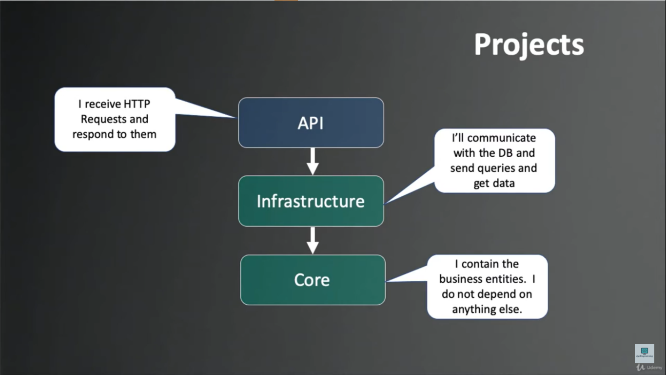 Projects
I receive HTTP
Requests and
respond to them
API
I'll communicate
with the DB and
send queries and
get data
Infrastructure
Core
I contain the
business entities. I
do not depend on
anything else.
Udemy